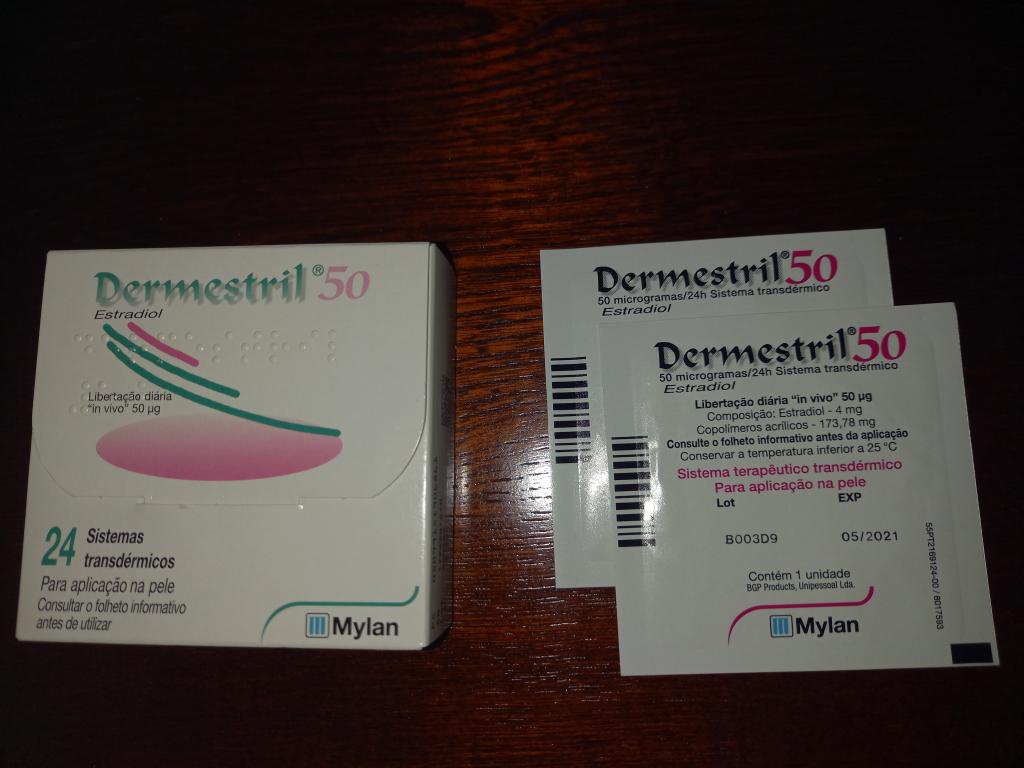 Dermestril® 50
Estradiol
Libertação diária
"in vivo" 50 µg
24 Sistemas
transdérmicos
Para aplicação na pele
Consultar o folheto informativo
antes de utilizar
Mylan
Dermestril® 50
50 microgramas/24h Sistema transdérmico
Estradiol
Dermestril® 50
50 microgramas/24h Sistema transdérmico
Estradiol
Libertação diária "in vivo" 50 µg
Composição: Estradiol - 4 mg
Copolímeros acrílicos - 173,78 mg
Consulte o folheto informativo antes da aplicação
Conservar a temperatura inferior a 25 °C
Sistema terapêutico transdérmico
Para aplicação na pele
Lot EXP
B003D9 05/2021
Contém 1 unidade
BGP Products, Unipessoal Lda.
Mylan
55PT2169124-00 / 8017593